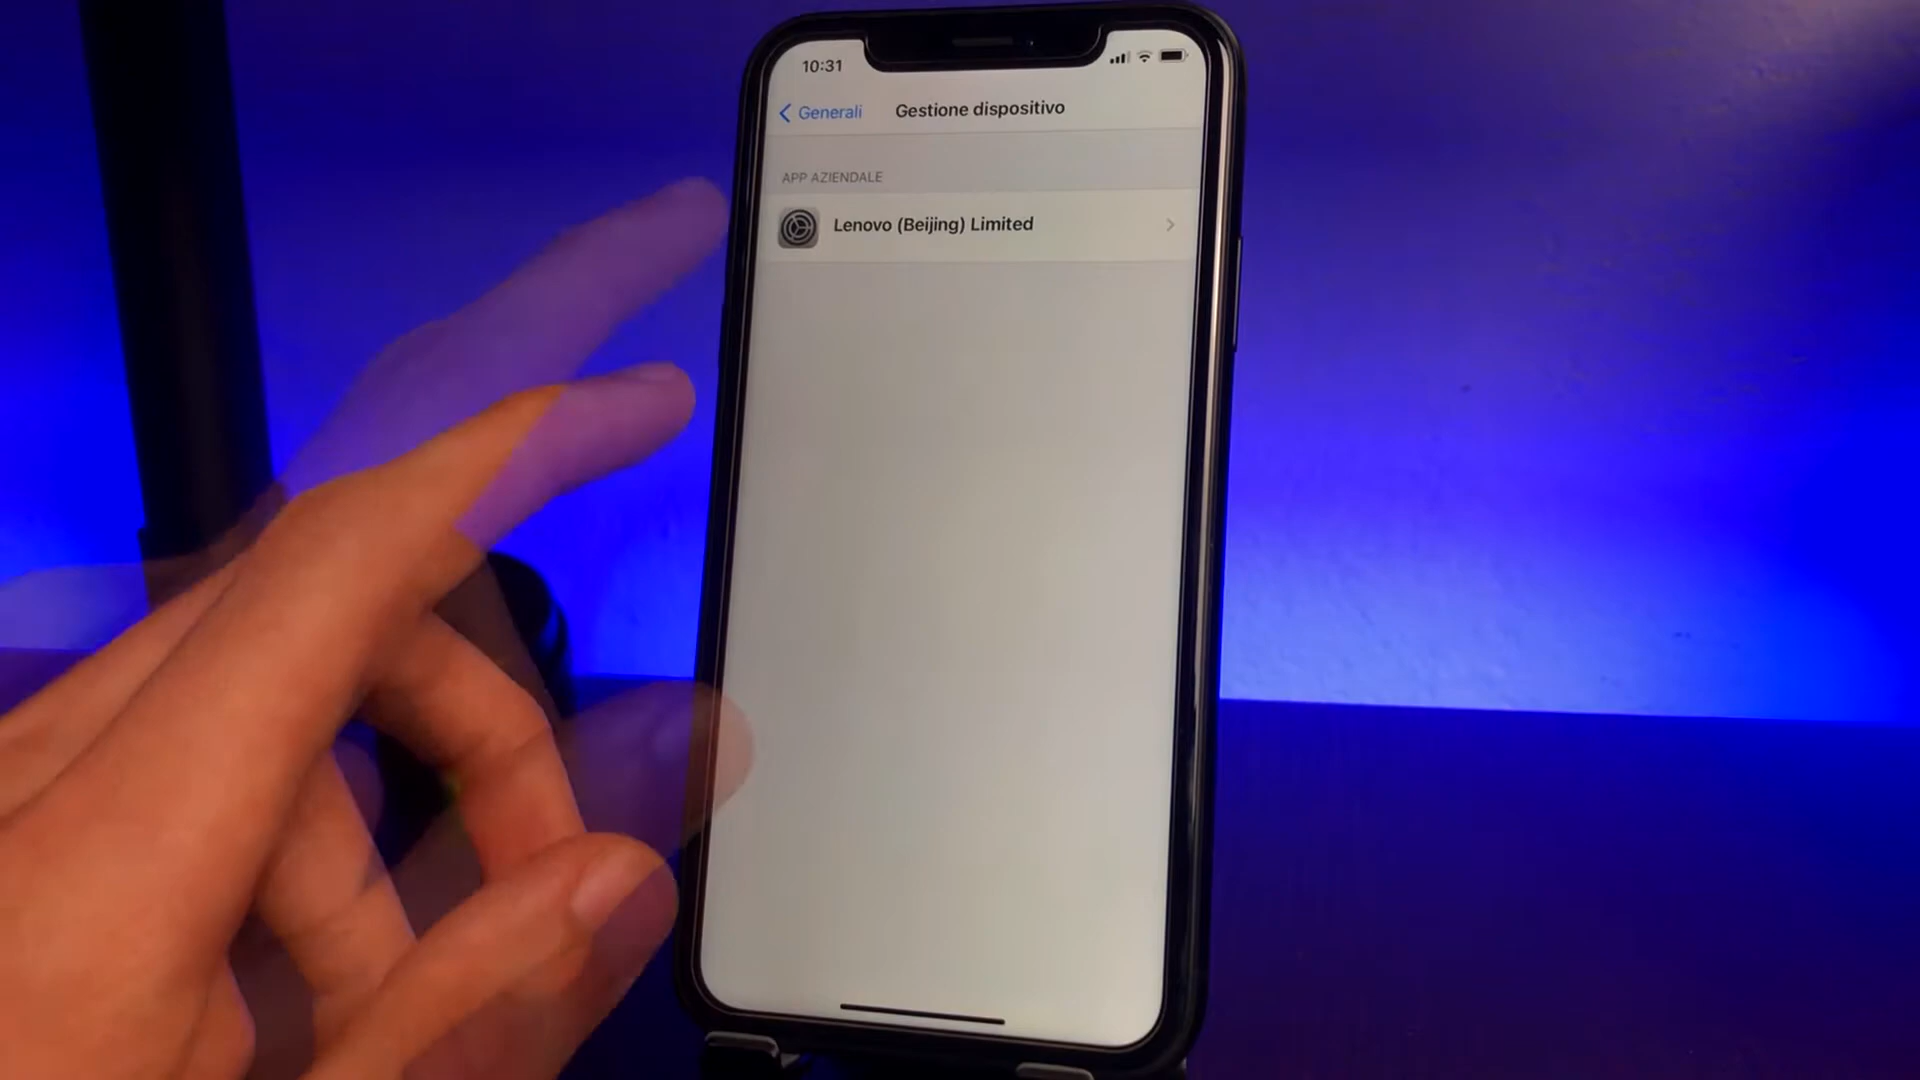 10:31
Generali
Gestione dispositivo
APP AZIENDALE
Lenovo (Beijing) Limited